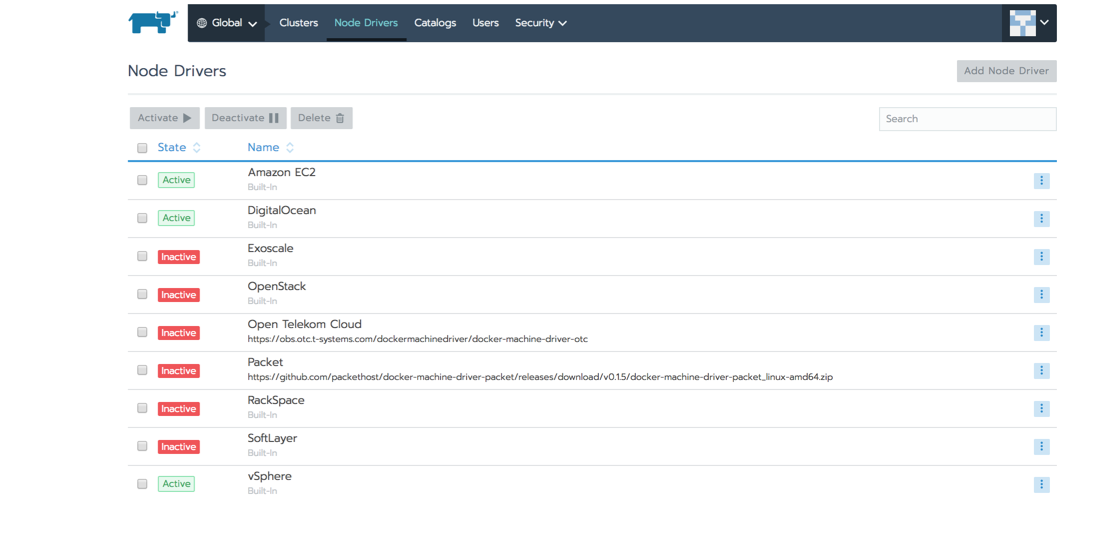 Global Clusters Node Drivers Catalogs Users Security
Node Drivers
Add Node Driver
Activate Deactivate Delete
Search
State Name
Active Amazon EC2
Built-In
Active DigitalOcean
Built-In
Inactive Exoscale
Built-In
Inactive OpenStack
Built-In
Inactive Open Telekom Cloud
https://obs.otc.t-systems.com/dockermachinedriver/docker-machine-driver-otc
Inactive Packet
https://github.com/packethost/docker-machine-driver-packet/releases/download/v0.1.5/docker-machine-driver-packet_linux-amd64.zip
Inactive RackSpace
Built-In
Inactive SoftLayer
Built-In
Active vSphere
Built-In